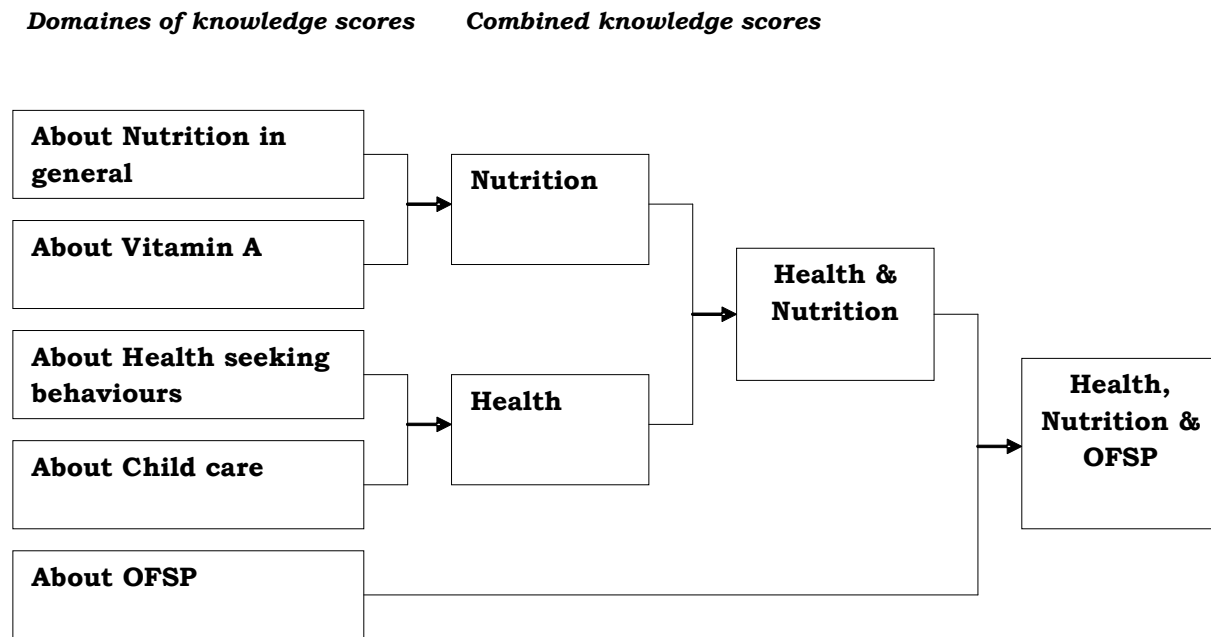 Domaines of knowledge scores
Combined knowledge scores
About Nutrition in
general
About Vitamin A
About Health seeking
behaviours
About Child care
About OFSP
Nutrition
Health
Health &
Nutrition
Health,
Nutrition &
OFSP